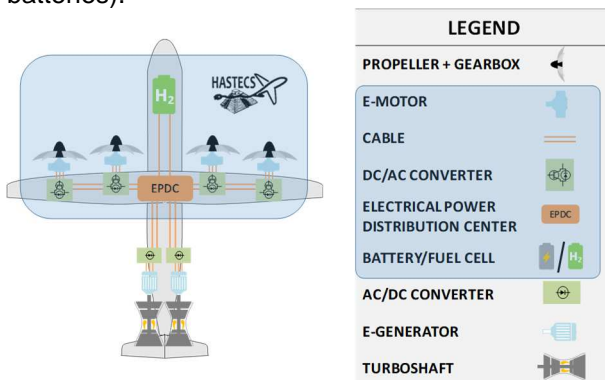 batteries).
H₂
HASTECS
EPDC
LEGEND
PROPELLER + GEARBOX
E-MOTOR
CABLE
DC/AC CONVERTER
ELECTRICAL POWER
DISTRIBUTION CENTER
EPDC
BATTERY/FUEL CELL
/ H₂
AC/DC CONVERTER
E-GENERATOR
TURBOSHAFT